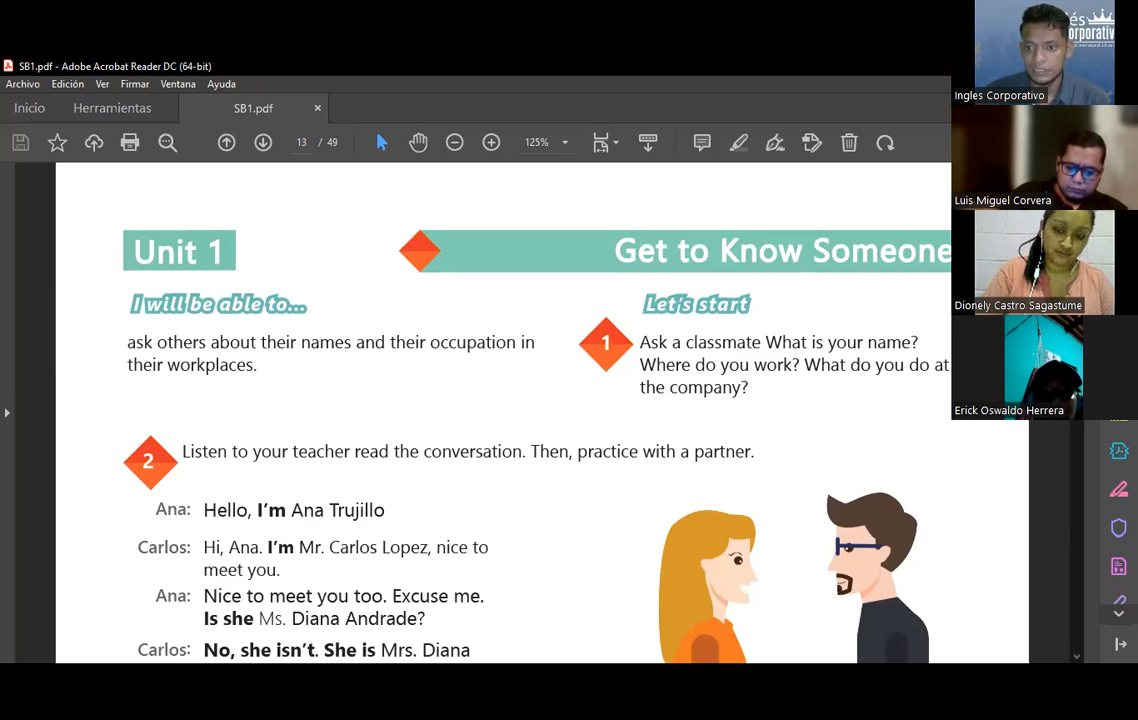 SB1.pdf - Adobe Acrobat Reader DC (64-bit)
Archivo Edición Ver Firmar Ventana Ayuda
Inicio Herramientas SB1.pdf ×
13 / 49 125%
Unit 1
Get to Know Someone
I will be able to...
ask others about their names and their occupation in
their workplaces.
Let's start
1
Ask a classmate What is your name?
Where do you work? What do you do at
the company?
2
Listen to your teacher read the conversation. Then, practice with a partner.
Ana: Hello, I'm Ana Trujillo
Carlos: Hi, Ana. I'm Mr. Carlos Lopez, nice to
meet you.
Ana: Nice to meet you too. Excuse me.
Is she Ms. Diana Andrade?
Carlos: No, she isn't. She is Mrs. Diana
Ingles Corporativo
Luis Miguel Corvera
Dionely Castro Sagastume
Erick Oswaldo Herrera